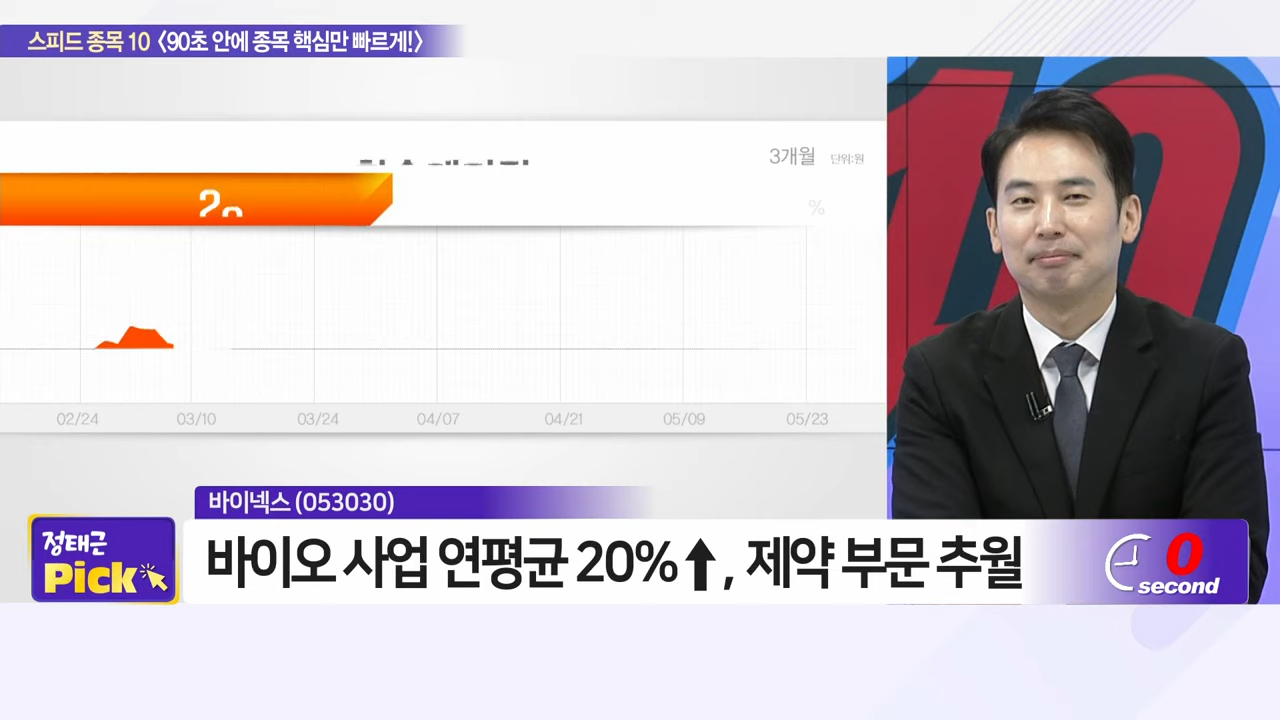 스피드 종목 10 <90초 안에 종목 핵심만 빠르게!>
3개월 단위:원
%
02/24 03/10 03/24 04/07 04/21 05/09 05/23
바이넥스 (053030)
정태근
Pick
바이오 사업 연평균 20%⬆, 제약 부문 추월
0
second